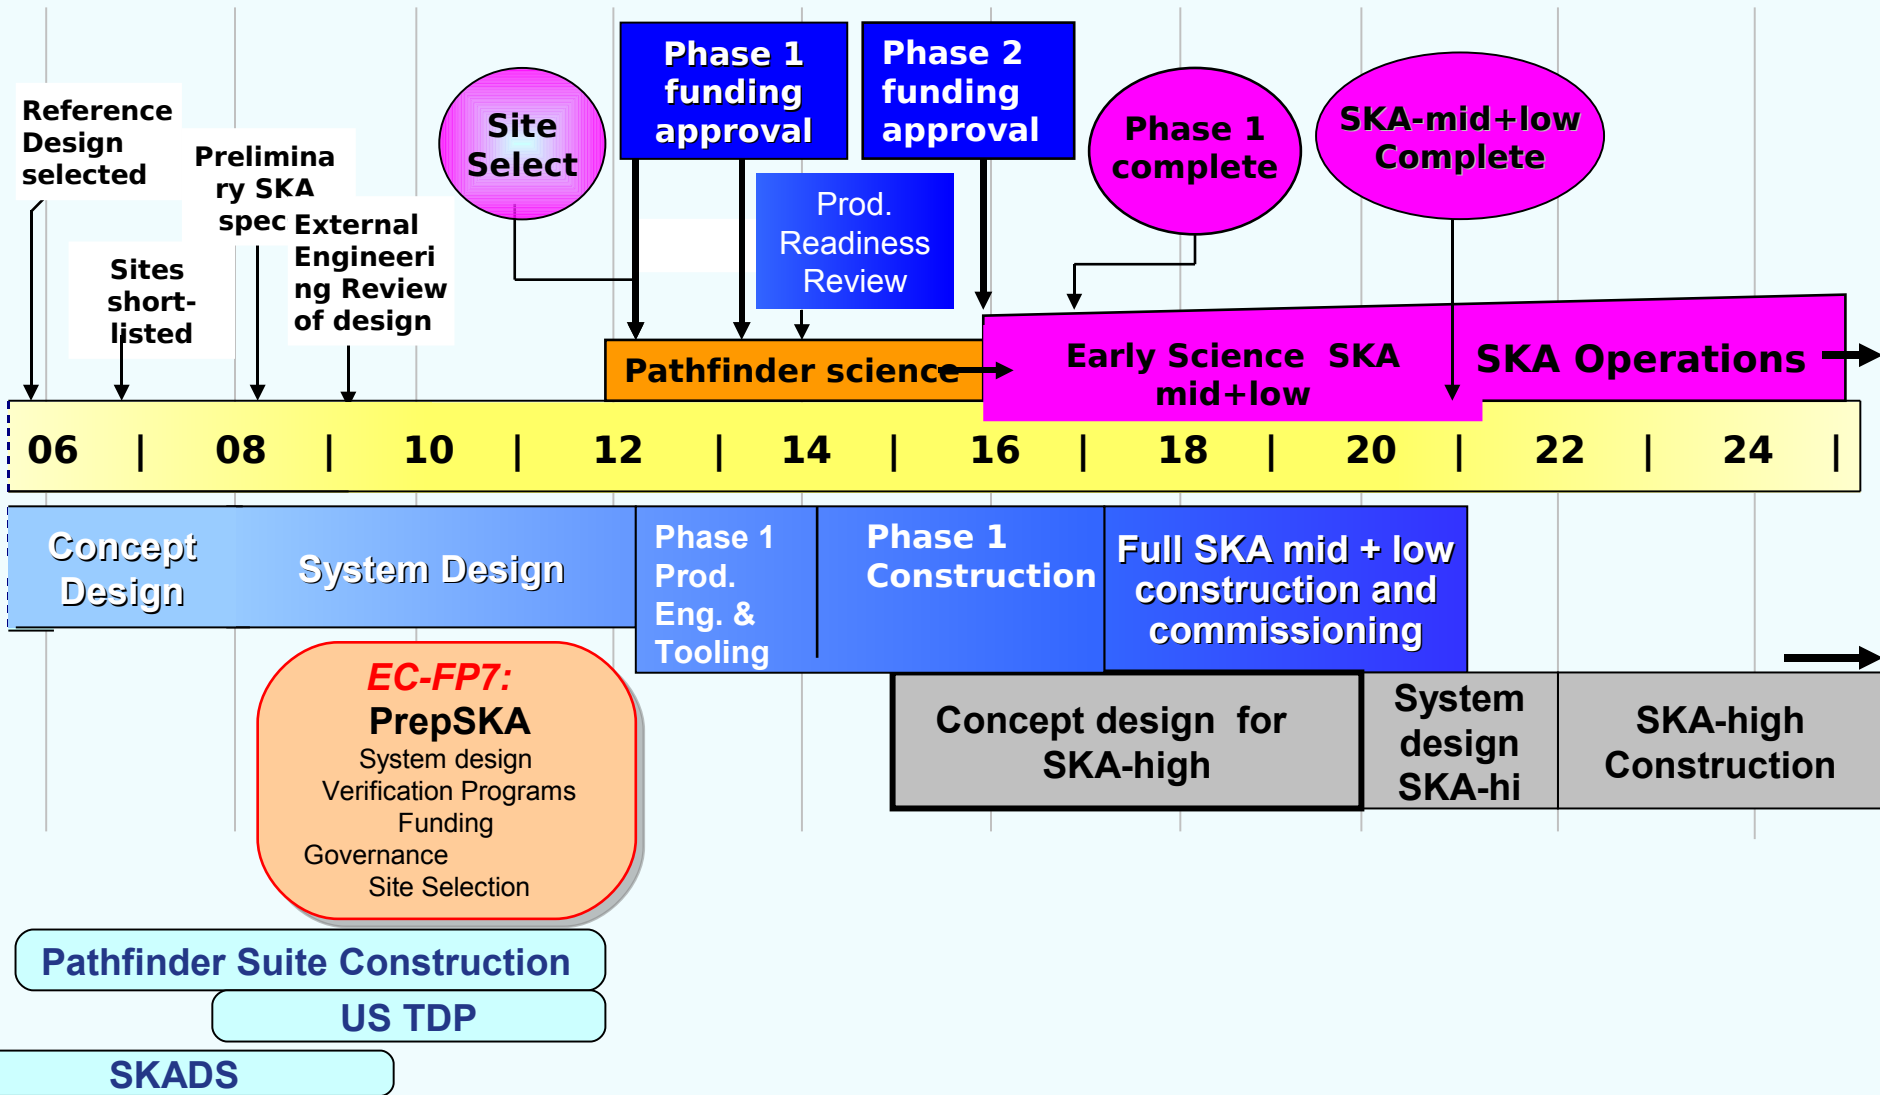 Reference
Design
selected
Sites
short-
listed
Prelimina
ry SKA
spec
External
Engineeri
ng Review
of design
Site
Select
Phase 1
funding
approval
Phase 2
funding
approval
Prod.
Readiness
Review
Phase 1
complete
SKA-mid+low
Complete
Pathfinder science
Early Science SKA
mid+low
SKA Operations
06 | 08 | 10 | 12 | 14 | 16 | 18 | 20 | 22 | 24 |
Concept
Design
System Design
Phase 1
Prod.
Eng. &
Tooling
Phase 1
Construction
Full SKA mid + low
construction and
commissioning
EC-FP7:
PrepSKA
System design
Verification Programs
Funding
Governance
Site Selection
Concept design for
SKA-high
System
design
SKA-hi
SKA-high
Construction
Pathfinder Suite Construction
US TDP
SKADS